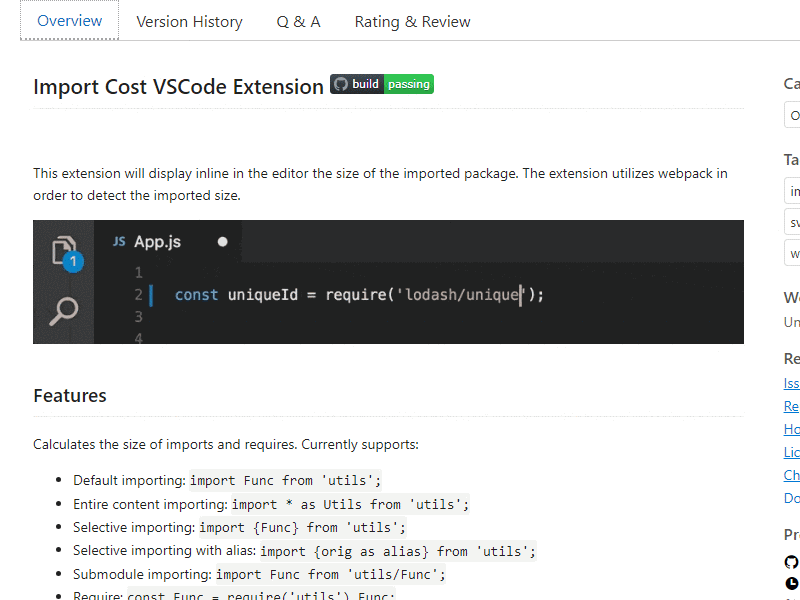 Overview Version History Q & A Rating & Review
Import Cost VSCode Extension build passing
This extension will display inline in the editor the size of the imported package. The extension utilizes webpack in
order to detect the imported size.
1
JS App.js
1
2 const uniqueId = require('lodash/unique');
3
4
Features
Calculates the size of imports and requires. Currently supports:
Default importing: import Func from 'utils';
Entire content importing: import * as Utils from 'utils';
Selective importing: import {Func} from 'utils';
Selective importing with alias: import {orig as alias} from 'utils';
Submodule importing: import Func from 'utils/Func';
Require: const Func = require('utils').Func;
Ca
O
Ta
sv
w
Un
Re
Iss
Re
Ho
Lic
Ch
Do
Pr